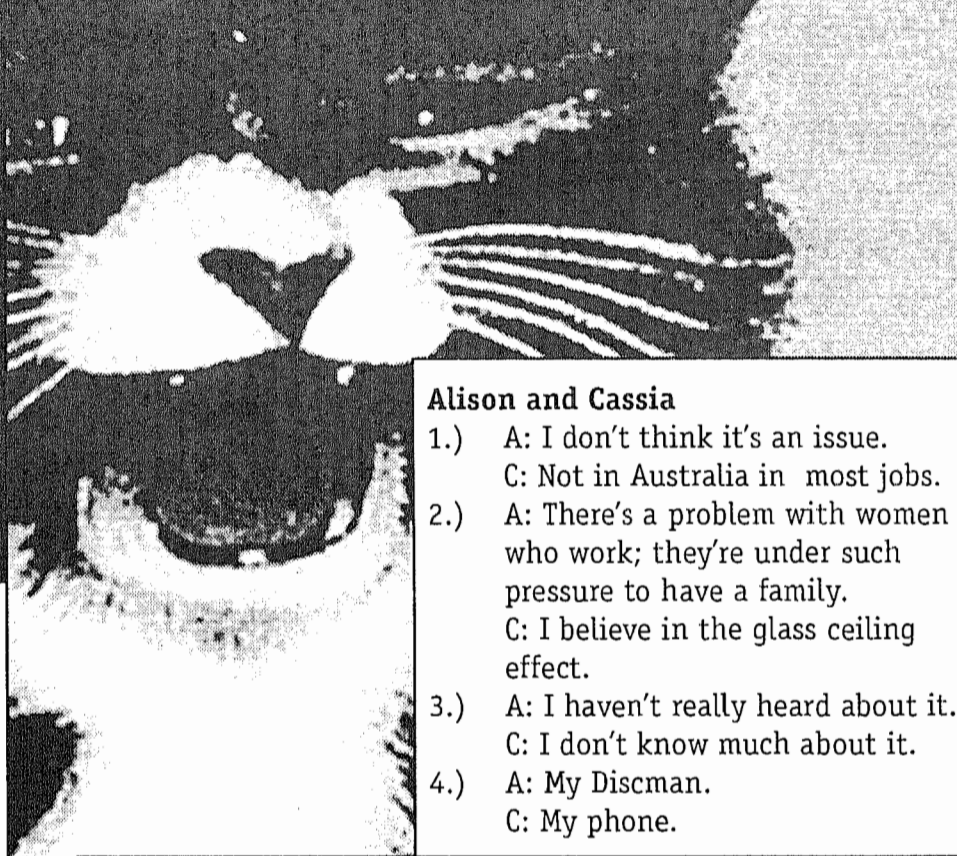 Alison and Cassia
1.) A: I don't think it's an issue.
C: Not in Australia in most jobs.
2.) A: There's a problem with women
who work; they're under such
pressure to have a family.
C: I believe in the glass ceiling
effect.
3.) A: I haven't really heard about it.
C: I don't know much about it.
4.) A: My Discman.
C: My phone.